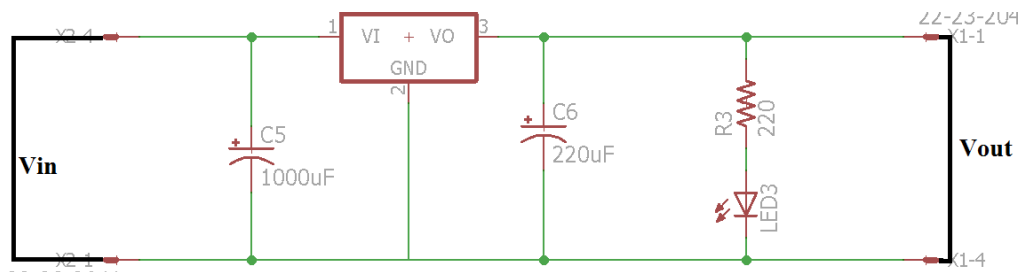 22-23-204
X2-4
1
VI + VO
3
X1-1
GND
2
C5
1000uF
C6
220uF
R3
220
LED3
Vin
Vout
X2-1
X1-4